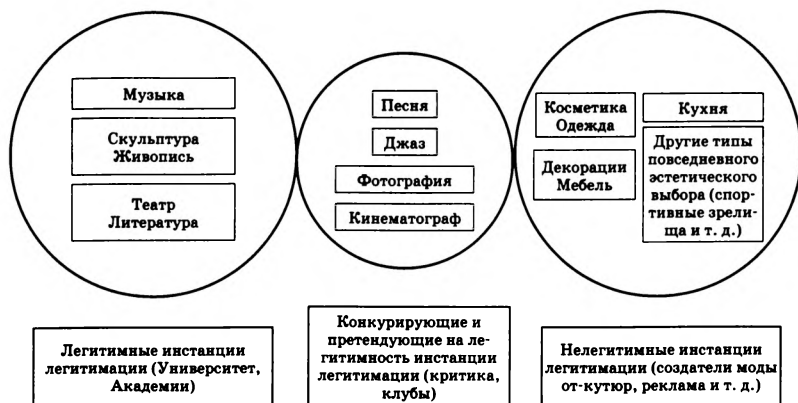 Музыка
Скульптура
Живопись
Театр
Литература
Песня
Джаз
Фотография
Кинематограф
Косметика
Одежда
Декорации
Мебель
Кухня
Другие типы
повседневного
эстетического
выбора (спор-
тивные зрели-
ща и т. д.)
Легитимные инстанции
легитимации (Университет,
Академии)
Конкурирующие и
претендующие на ле-
гитимность инстанции
легитимации (критика,
клубы)
Нелегитимные инстанции
легитимации (создатели моды
от-кутюр, реклама и т. д.)